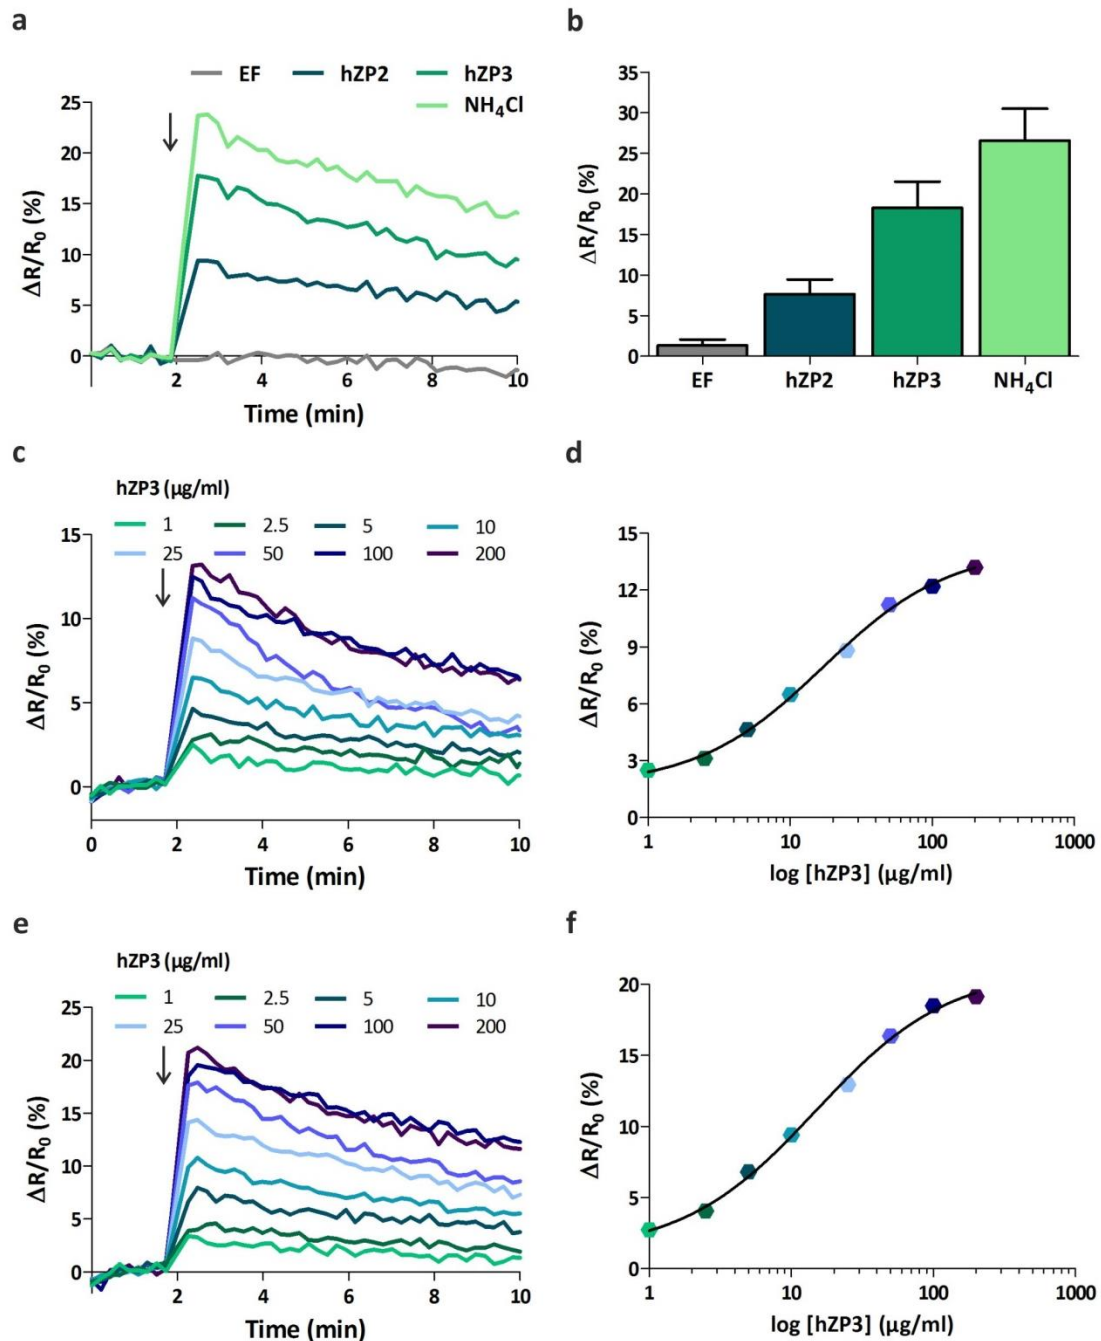 a
EF hZP2 hZP3
NH₄Cl
25
20
15
10
5
0
ΔR/R₀ (%)
2 4 6 8 10
Time (min)
b
35
30
25
20
15
10
5
0
ΔR/R₀ (%)
EF hZP2 hZP3 NH₄Cl
c
hZP3 (µg/ml)
1 2.5 5 10
25 50 100 200
15
10
5
0
ΔR/R₀ (%)
0 2 4 6 8 10
Time (min)
d
15
12
9
6
3
0
ΔR/R₀ (%)
1 10 100 1000
log [hZP3] (µg/ml)
e
hZP3 (µg/ml)
1 2.5 5 10
25 50 100 200
25
20
15
10
5
0
ΔR/R₀ (%)
2 4 6 8 10
Time (min)
f
20
15
10
5
0
ΔR/R₀ (%)
1 10 100 1000
log [hZP3] (µg/ml)